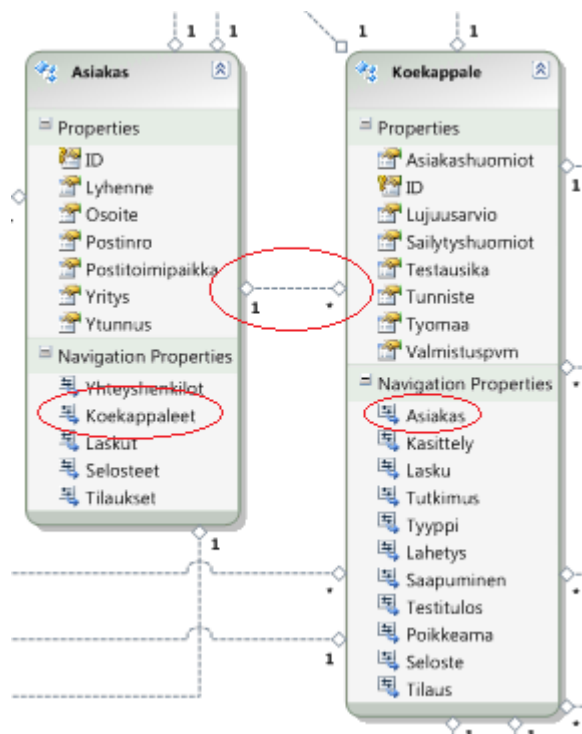 1
1
1
Asiakas
Properties
ID
Lyhenne
Osoite
Postinro
Postitoimipaikka
Yritys
Ytunnus
Navigation Properties
Yhteyshenkilot
Koekappaleet
Laskut
Selosteet
Tilaukset
*
1
*
1
1
Koekappale
Properties
Asiakashuomiot
ID
Lujuusarvio
Sailytyshuomiot
Testausika
Tunniste
Tyomaa
Valmistuspvm
Navigation Properties
Asiakas
Kasittely
Lasku
Tutkimus
Tyyppi
Lahetys
Saapuminen
Testitulos
Poikkeama
Seloste
Tilaus
*
1
1
*
*
*